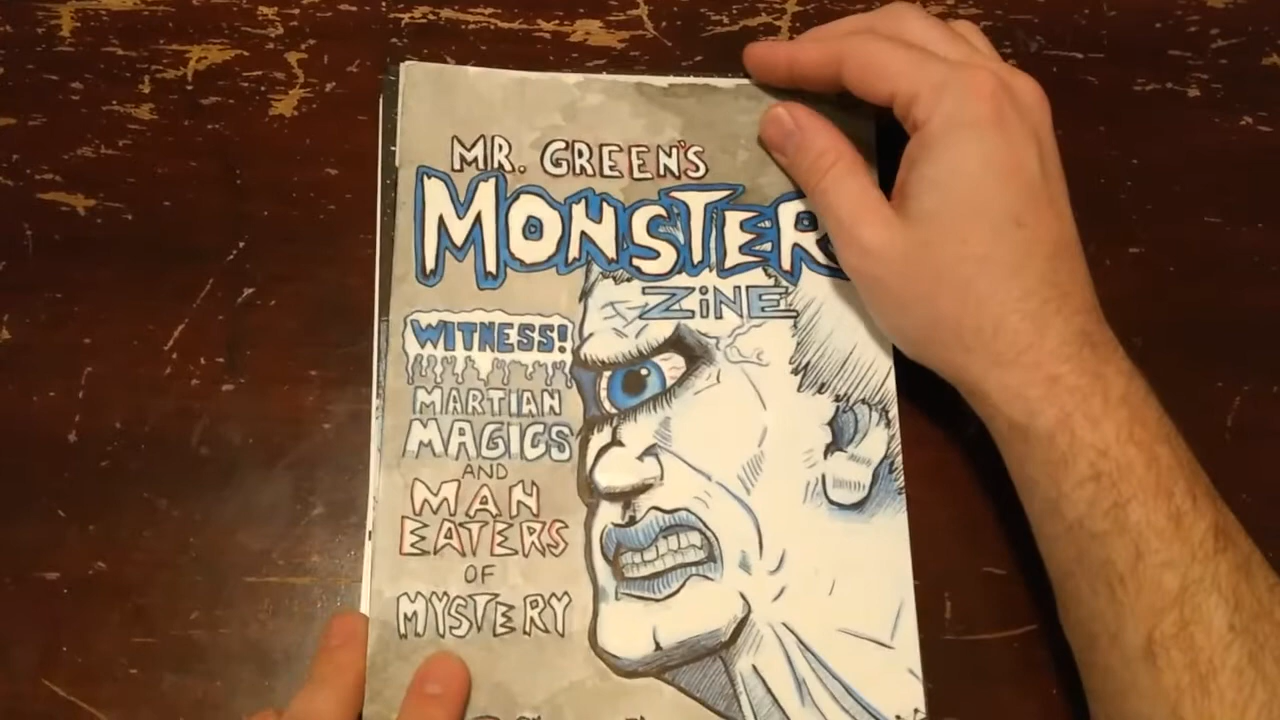 MR. GREEN'S
MONSTER
ZiNE
WITNESS!
MARTIAN
MAGICS
AND
MAN
EATERS
OF
MYSTERY